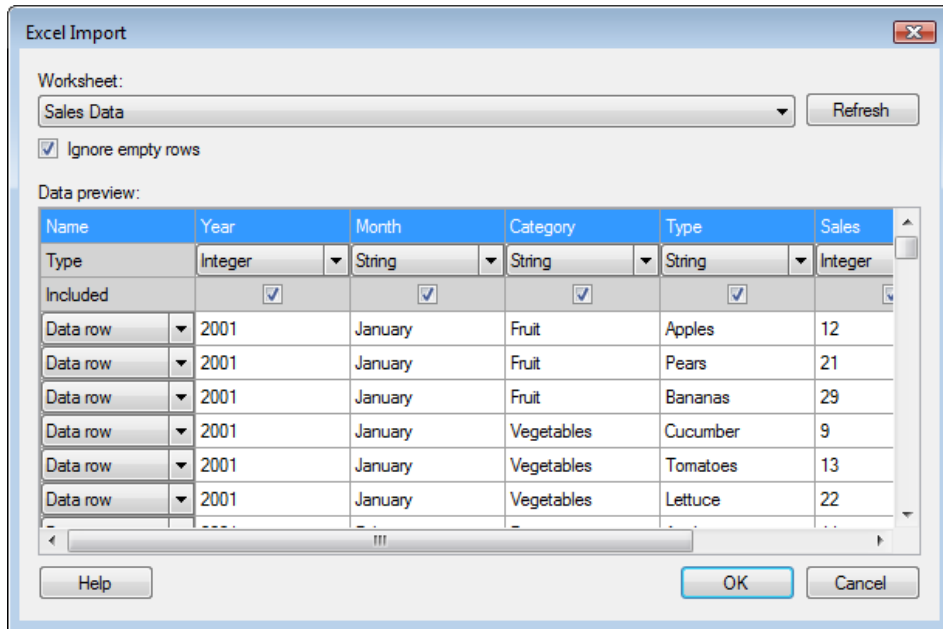 Excel Import
Worksheet:
Sales Data Refresh
Ignore empty rows
Data preview:
Name Year Month Category Type Sales
Type Integer String String String Integer
Included
Data row 2001 January Fruit Apples 12
Data row 2001 January Fruit Pears 21
Data row 2001 January Fruit Bananas 29
Data row 2001 January Vegetables Cucumber 9
Data row 2001 January Vegetables Tomatoes 13
Data row 2001 January Vegetables Lettuce 22
Help OK Cancel